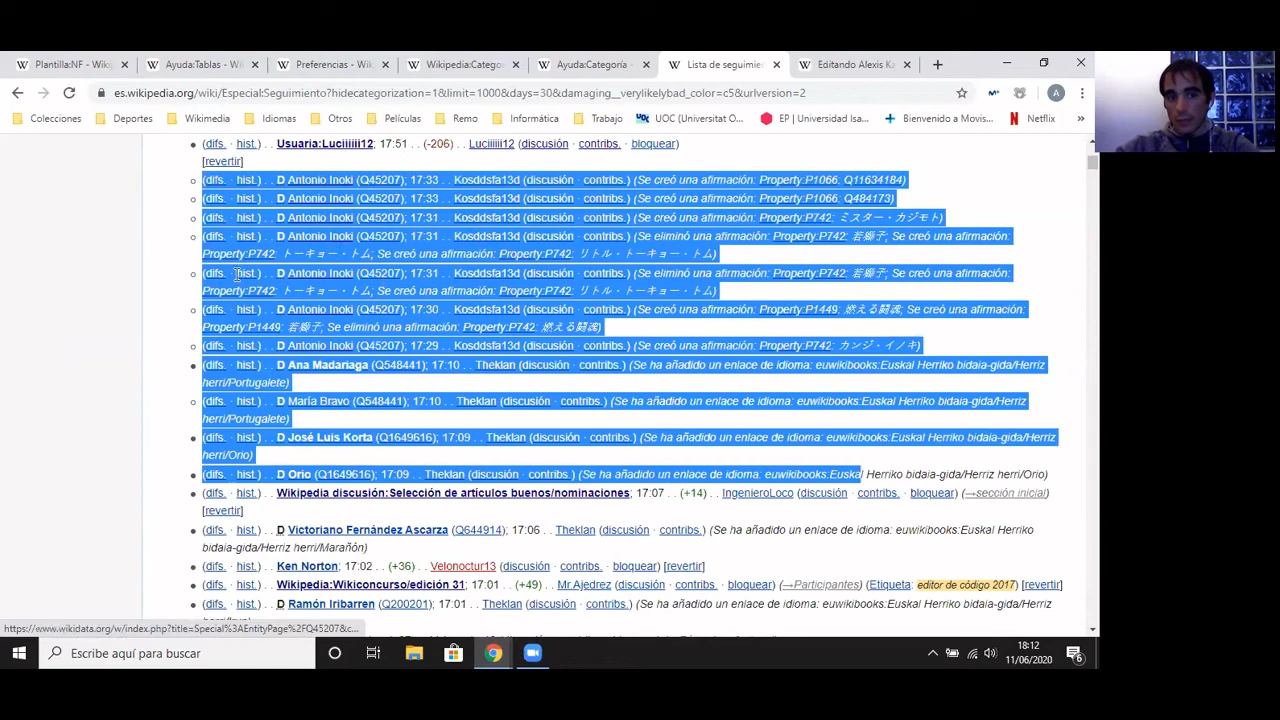 Plantilla:NF - Wiki
Ayuda:Tablas - Wi
Preferencias - Wiki
Wikipedia:Catego
Ayuda:Categoría -
Lista de seguimie
Editando Alexis Ka
es.wikipedia.org/wiki/Especial:Seguimiento?hidecategorization=1&limit=1000&days=30&damaging__verylikelybad_color=c5&urlversion=2
Colecciones Deportes Wikimedia Idiomas Otros Películas Remo Informática Trabajo UOC (Universitat O... EP | Universidad Isa... Bienvenido a Movis... Netflix »
(difs. · hist.) . . Usuaria:Luciiiiii12; 17:51 . . (-206) . . Luciiiiii12 (discusión · contribs. · bloquear)
[revertir]
(difs. · hist.) . . D Antonio Inoki (Q45207); 17:33 . . Kosddsfa13d (discusión · contribs.) (Se creó una afirmación: Property:P1066; Q11634184)
(difs. · hist.) . . D Antonio Inoki (Q45207); 17:33 . . Kosddsfa13d (discusión · contribs.) (Se creó una afirmación: Property:P1066; Q484173)
(difs. · hist.) . . D Antonio Inoki (Q45207); 17:31 . . Kosddsfa13d (discusión · contribs.) (Se creó una afirmación: Property:P742: ミスター・カジモト)
(difs. · hist.) . . D Antonio Inoki (Q45207); 17:31 . . Kosddsfa13d (discusión · contribs.) (Se eliminó una afirmación: Property:P742: 若獅子; Se creó una afirmación:
Property:P742: トーキョー・トム; Se creó una afirmación: Property:P742: リトル・トーキョー・トム)
(difs. · hist.) . . D Antonio Inoki (Q45207); 17:31 . . Kosddsfa13d (discusión · contribs.) (Se eliminó una afirmación: Property:P742: 若獅子; Se creó una afirmación:
Property:P742: トーキョー・トム; Se creó una afirmación: Property:P742: リトル・トーキョー・トム)
(difs. · hist.) . . D Antonio Inoki (Q45207); 17:30 . . Kosddsfa13d (discusión · contribs.) (Se creó una afirmación: Property:P1449: 燃える闘魂; Se creó una afirmación:
Property:P1449: 若獅子; Se eliminó una afirmación: Property:P742: 燃える闘魂)
(difs. · hist.) . . D Antonio Inoki (Q45207); 17:29 . . Kosddsfa13d (discusión · contribs.) (Se creó una afirmación: Property:P742: カンジ・イノキ)
(difs. · hist.) . . D Ana Madariaga (Q548441); 17:10 . . Theklan (discusión · contribs.) (Se ha añadido un enlace de idioma: euwikibooks:Euskal Herriko bidaia-gida/Herriz
herri/Portugalete)
(difs. · hist.) . . D María Bravo (Q548441); 17:10 . . Theklan (discusión · contribs.) (Se ha añadido un enlace de idioma: euwikibooks:Euskal Herriko bidaia-gida/Herriz
herri/Portugalete)
(difs. · hist.) . . D José Luis Korta (Q1649616); 17:09 . . Theklan (discusión · contribs.) (Se ha añadido un enlace de idioma: euwikibooks:Euskal Herriko bidaia-gida/Herriz
herri/Orio)
(difs. · hist.) . . D Orio (Q1649616); 17:09 . . Theklan (discusión · contribs.) (Se ha añadido un enlace de idioma: euwikibooks:Euskal Herriko bidaia-gida/Herriz herri/Orio)
(difs. · hist.) . . Wikipedia discusión:Selección de artículos buenos/nominaciones; 17:07 . . (+14) . . IngenieroLoco (discusión · contribs. · bloquear) (→sección inicial)
[revertir]
(difs. · hist.) . . D Victoriano Fernández Ascarza (Q644914); 17:06 . . Theklan (discusión · contribs.) (Se ha añadido un enlace de idioma: euwikibooks:Euskal Herriko
bidaia-gida/Herriz herri/Marañón)
(difs. · hist.) . . Ken Norton; 17:02 . . (+36) . . Velonoctur13 (discusión · contribs. · bloquear) [revertir]
(difs. · hist.) . . Wikipedia:Wikiconcurso/edición 31; 17:01 . . (+49) . . Mr.Ajedrez (discusión · contribs. · bloquear) (→Participantes) (Etiqueta: editor de código 2017) [revertir]
(difs. · hist.) . . D Ramón Iribarren (Q200201); 17:01 . . Theklan (discusión · contribs.) (Se ha añadido un enlace de idioma: euwikibooks:Euskal Herriko bidaia-gida/Herriz
https://www.wikidata.org/w/index.php?title=Special%3AEntityPage%2FQ45207&c...
Escribe aquí para buscar
18:12
11/06/2020
6